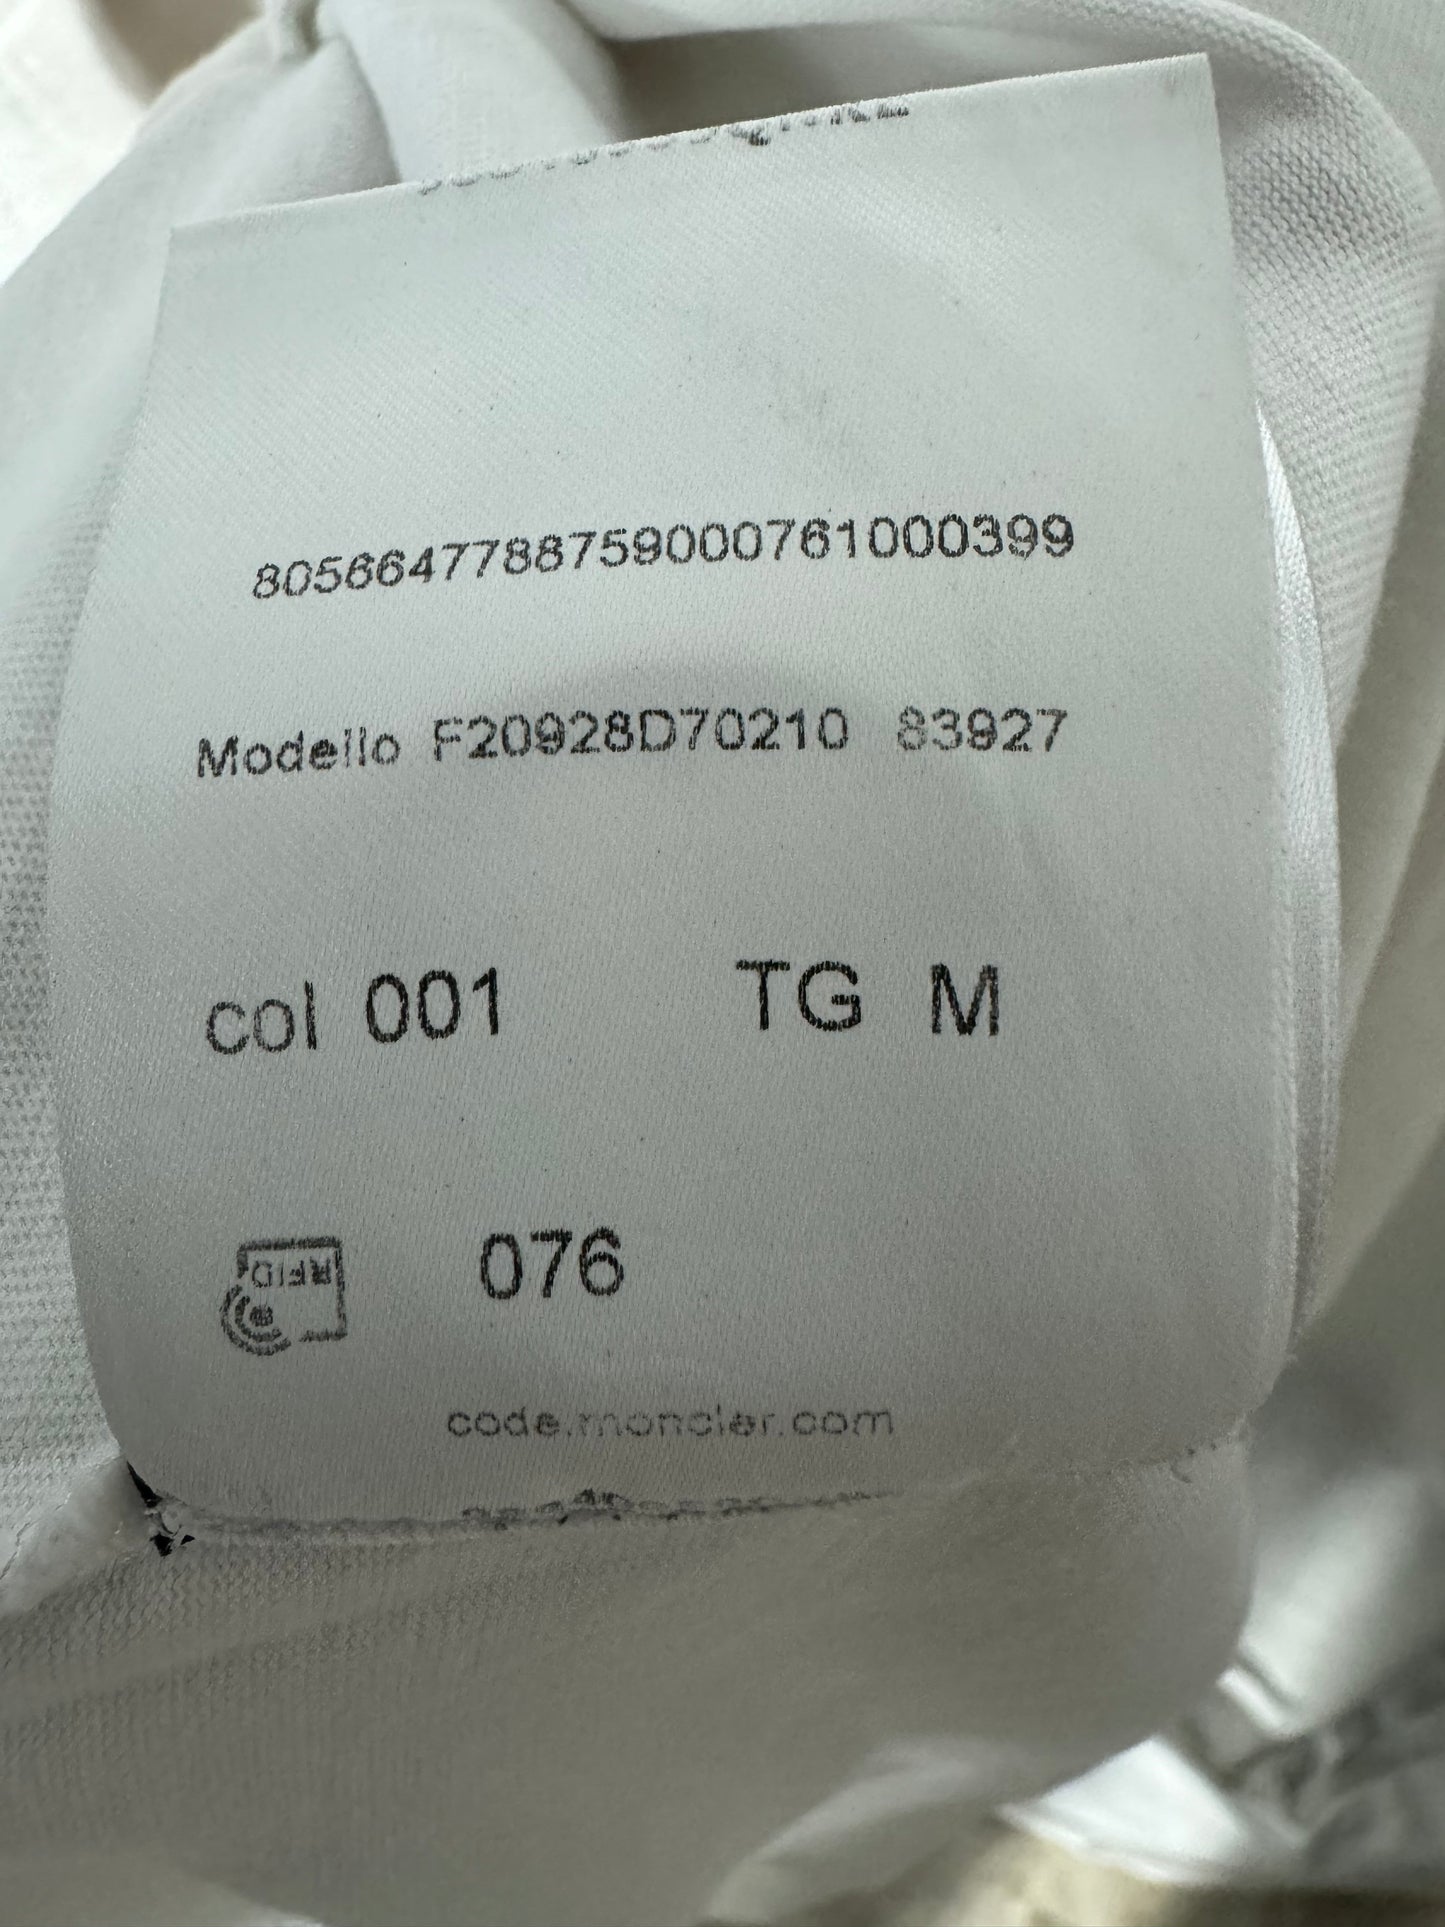 8056647788759000761000399
Modello F20928D70210 83927
col 001 TG M
RFID 076
code.moncler.com